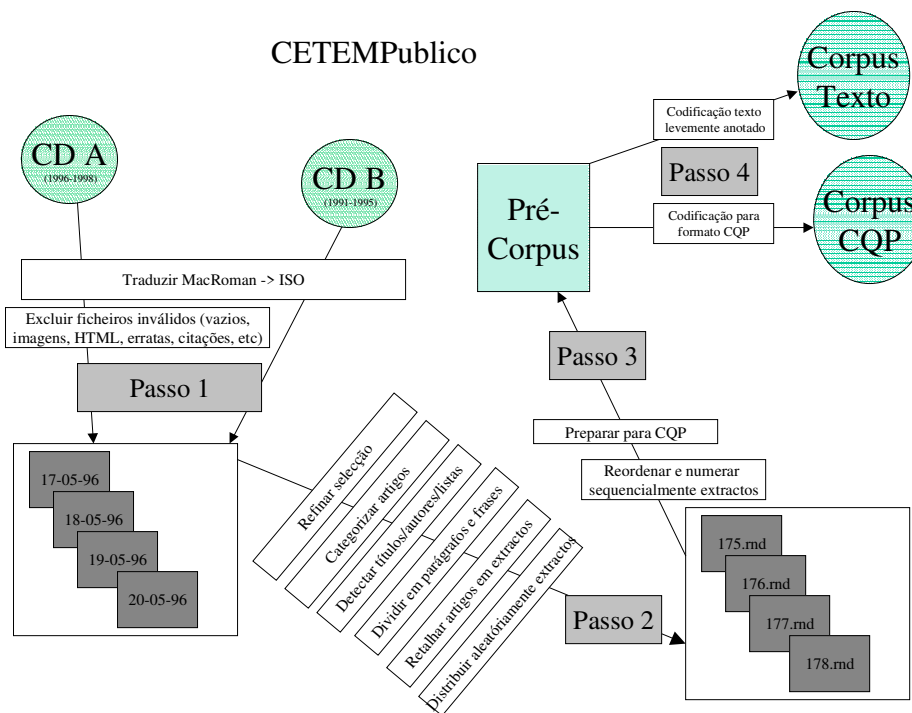 CETEMPublico
CD A
(1996-1998)
CD B
(1991-1995)
Traduzir MacRoman -> ISO
Excluir ficheiros inválidos (vazios,
imagens, HTML, erratas, citações, etc)
Passo 1
17-05-96
18-05-96
19-05-96
20-05-96
Refinar selecção
Categorizar artigos
Detectar títulos/autores/listas
Dividir em parágrafos e frases
Retalhar artigos em extractos
Distribuir aleatóriamente extractos
Passo 2
175.rnd
176.rnd
177.rnd
178.rnd
Reordenar e numerar
sequencialmente extractos
Preparar para CQP
Passo 3
Pré-
Corpus
Codificação texto
levemente anotado
Passo 4
Codificação para
formato CQP
Corpus
Texto
Corpus
CQP